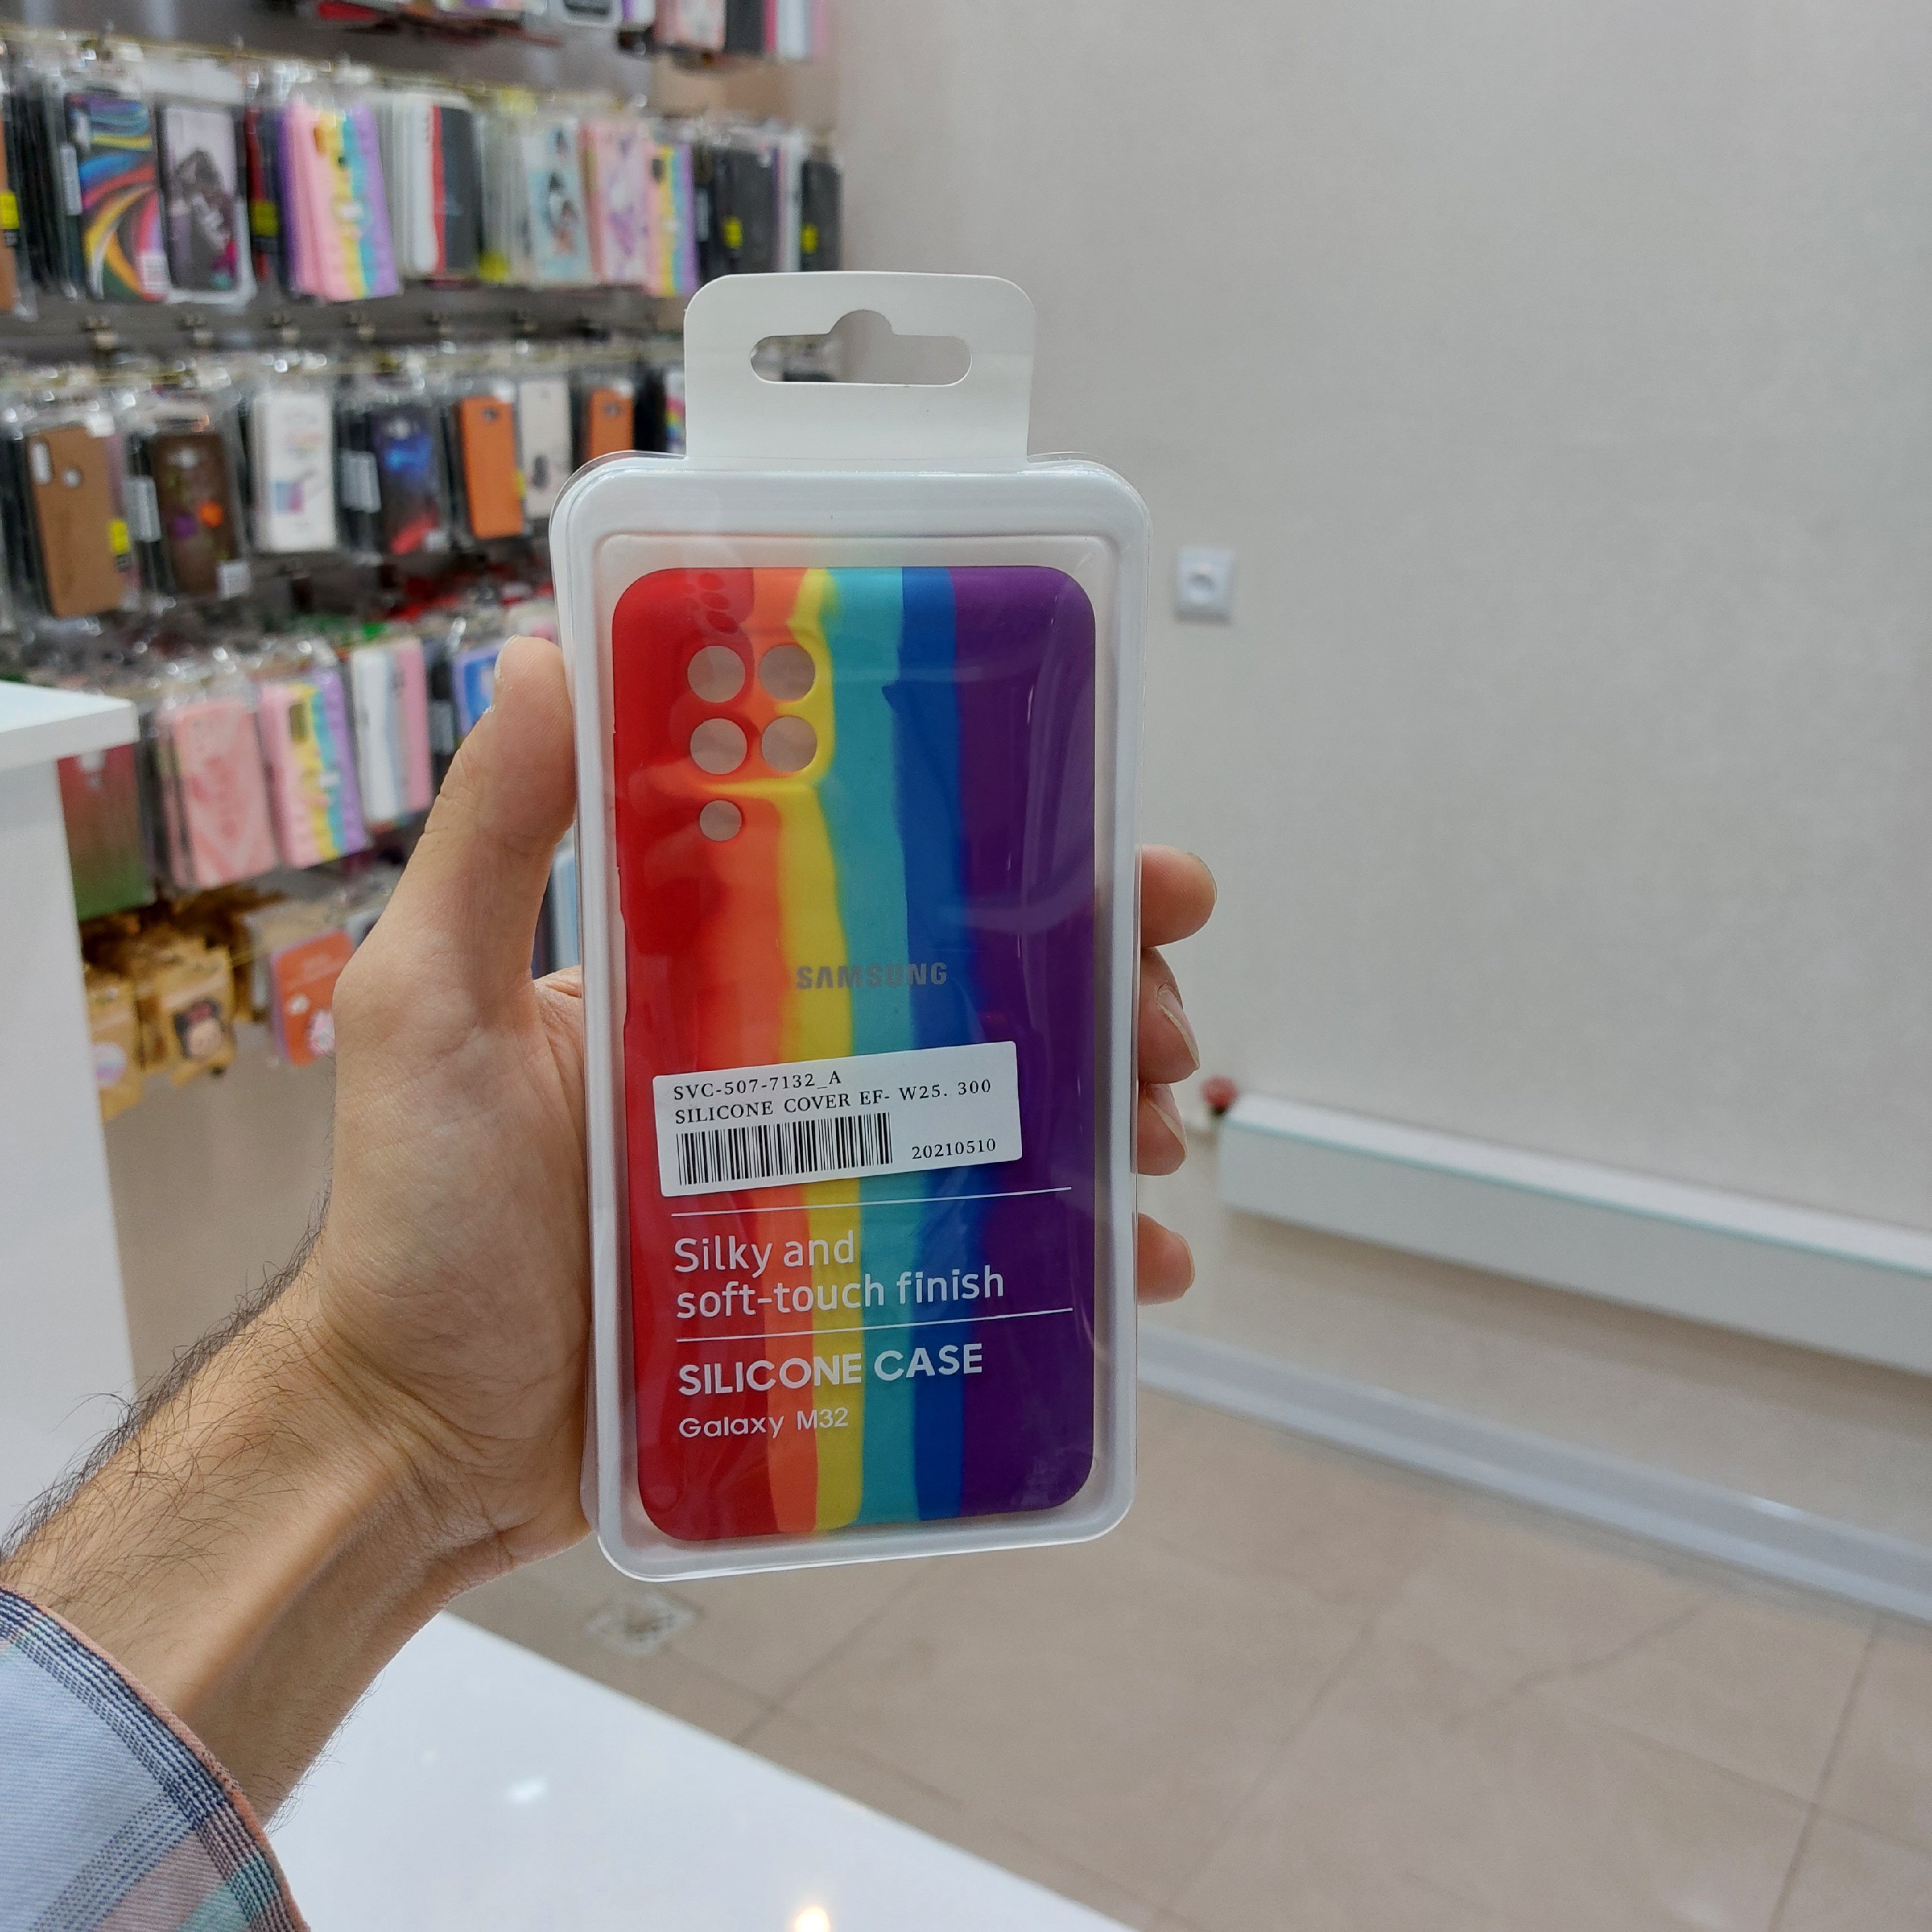 SAMSUNG
SVC-507-7132_A
SILICONE COVER EF- W25. 300
20210510
Silky and
soft-touch finish
SILICONE CASE
Galaxy M32